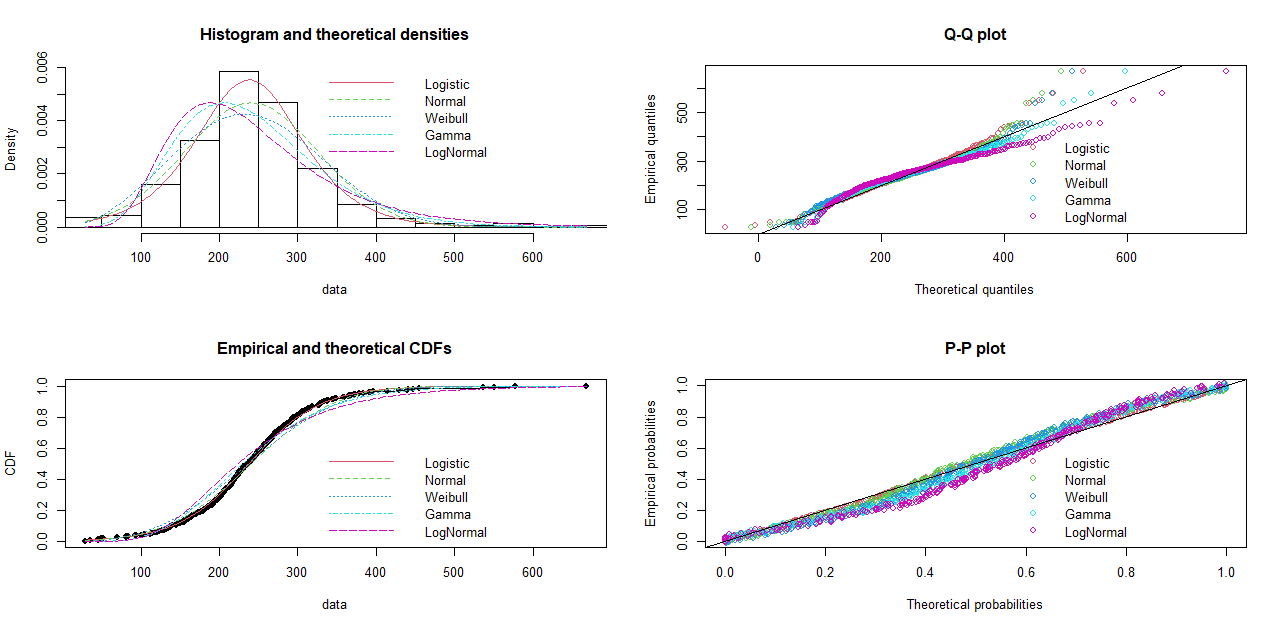 Histogram and theoretical densities
Density
0.000 0.002 0.004 0.006
Logistic
Normal
Weibull
Gamma
LogNormal
100 200 300 400 500 600
data
Q-Q plot
Empirical quantiles
100 300 500
Logistic
Normal
Weibull
Gamma
LogNormal
0 200 400 600
Theoretical quantiles
Empirical and theoretical CDFs
CDF
0.0 0.2 0.4 0.6 0.8 1.0
Logistic
Normal
Weibull
Gamma
LogNormal
100 200 300 400 500 600
data
P-P plot
Empirical probabilities
0.0 0.2 0.4 0.6 0.8 1.0
Logistic
Normal
Weibull
Gamma
LogNormal
0.0 0.2 0.4 0.6 0.8 1.0
Theoretical probabilities